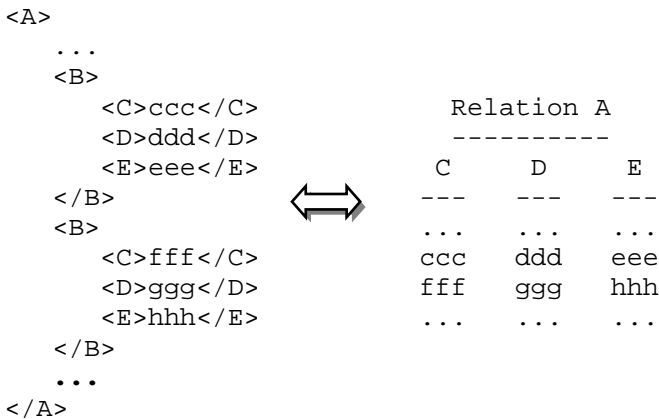 <A>
...
<B>
<C>ccc</C>
<D>ddd</D>
<E>eee</E>
</B>
<B>
<C>fff</C>
<D>ggg</D>
<E>hhh</E>
</B>
...
</A>
Relation A
----------
C D E
--- --- ---
... ... ...
ccc ddd eee
fff ggg hhh
... ... ...